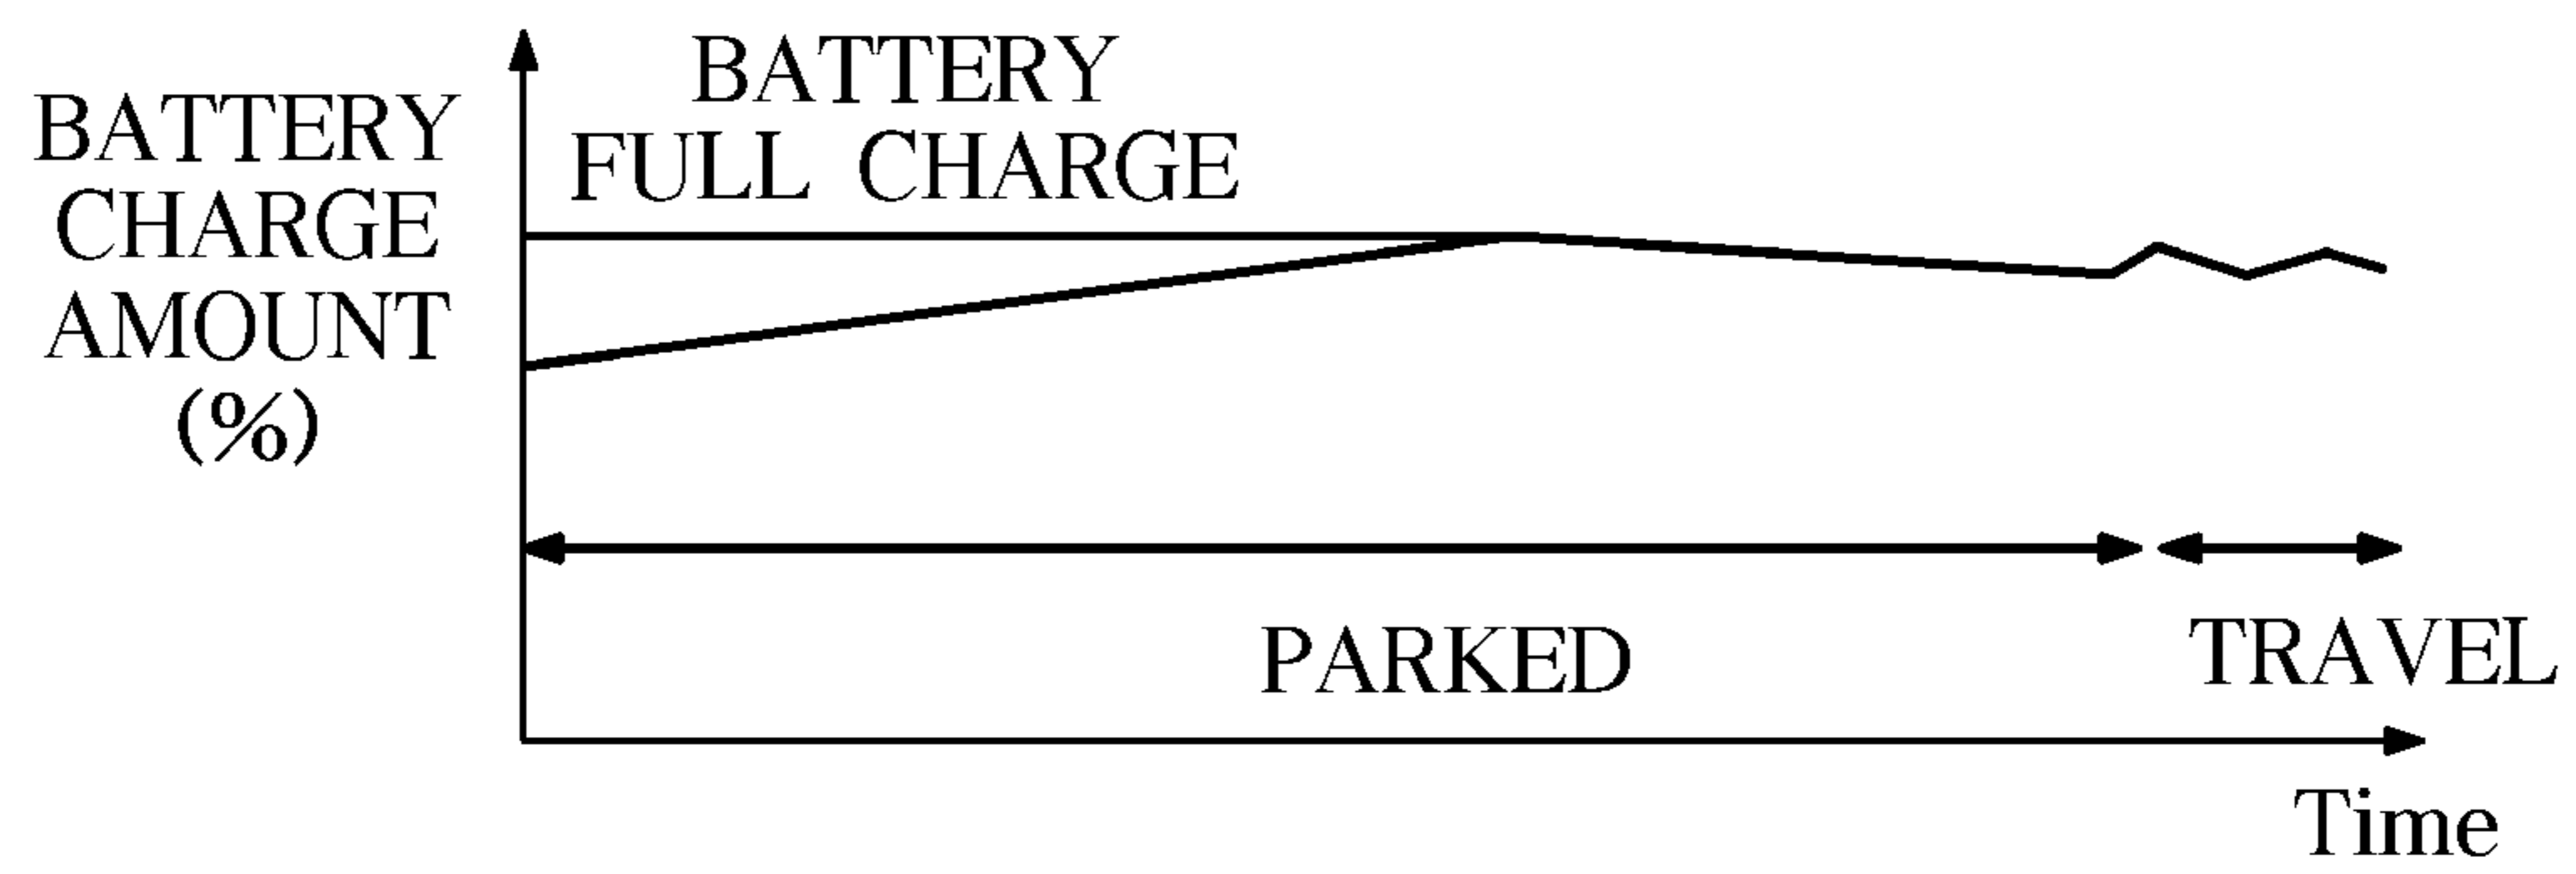 BATTERY
CHARGE
AMOUNT
(%)
BATTERY
FULL CHARGE
PARKED
TRAVEL
Time